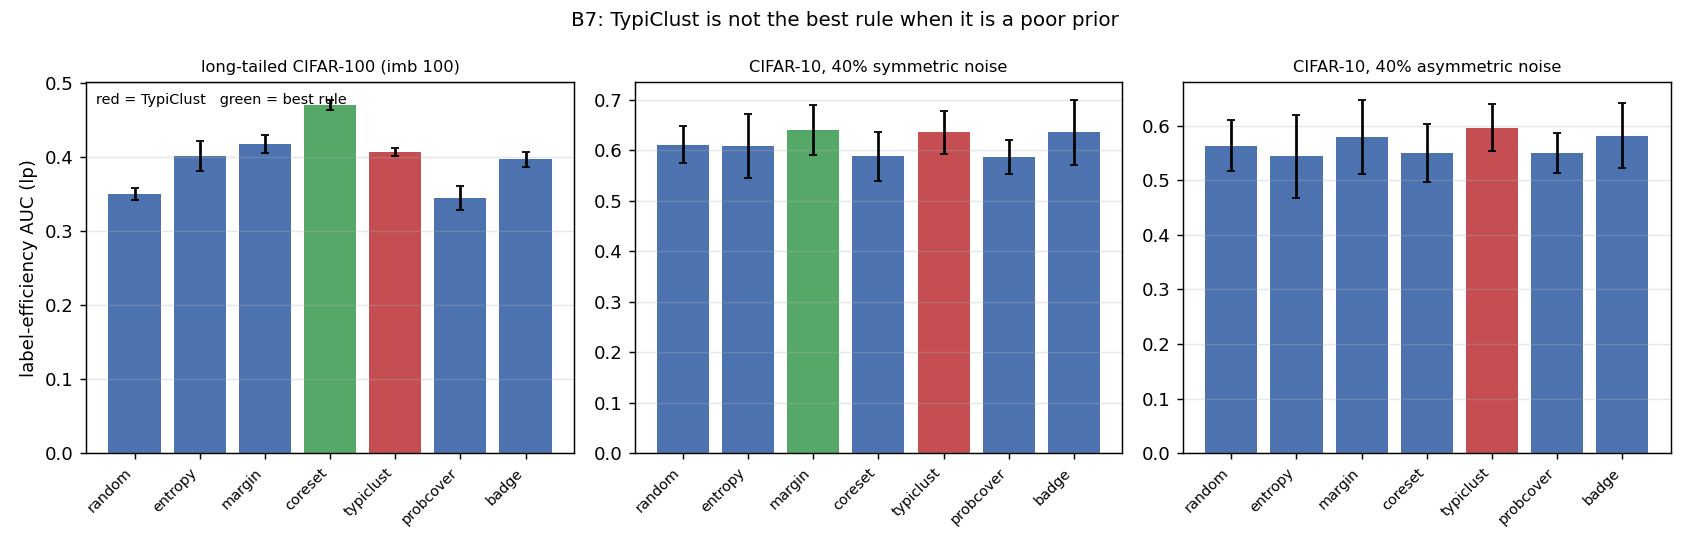 B7: TypiClust is not the best rule when it is a poor prior
long-tailed CIFAR-100 (imb 100)
red = TypiClust   green = best rule
label-efficiency AUC (lp)
0.5
0.4
0.3
0.2
0.1
0.0
random
entropy
margin
coreset
typiclust
probcover
badge
CIFAR-10, 40% symmetric noise
0.7
0.6
0.5
0.4
0.3
0.2
0.1
0.0
random
entropy
margin
coreset
typiclust
probcover
badge
CIFAR-10, 40% asymmetric noise
0.6
0.5
0.4
0.3
0.2
0.1
0.0
random
entropy
margin
coreset
typiclust
probcover
badge